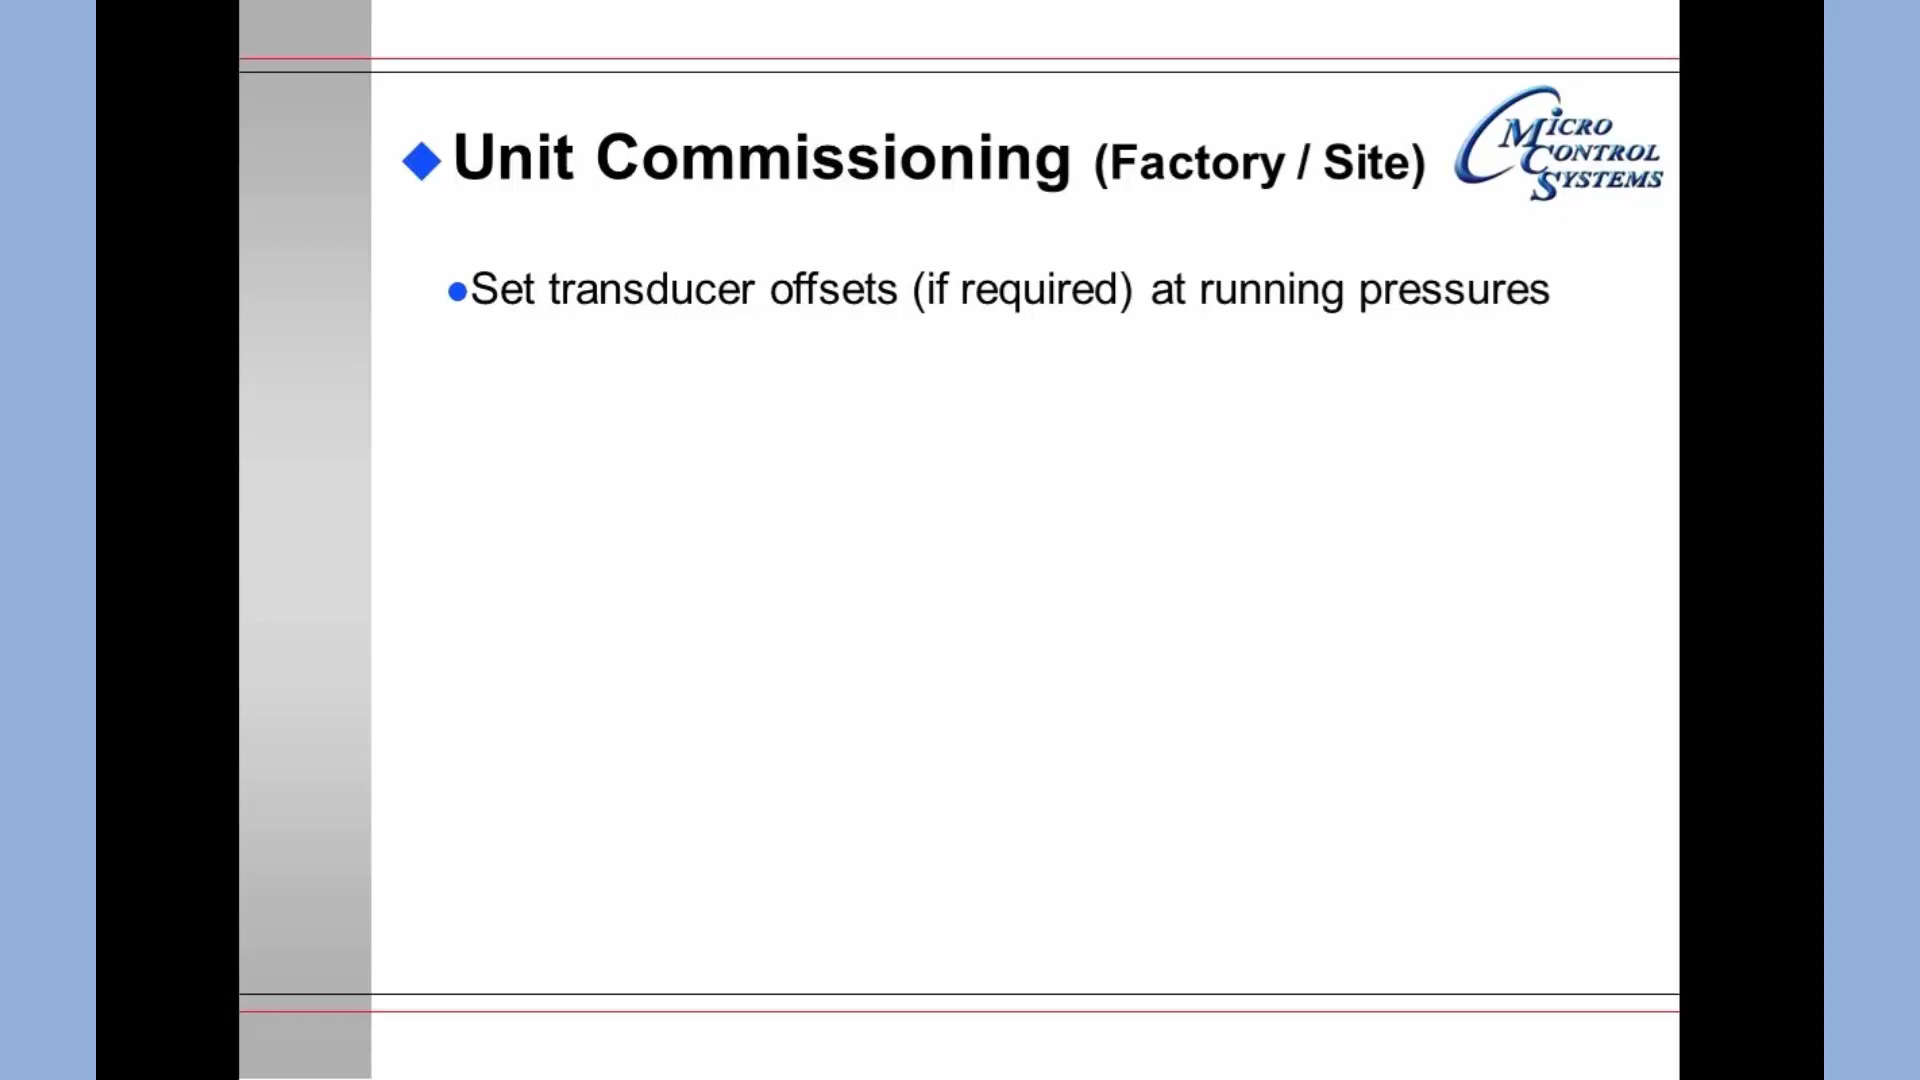 Unit Commissioning (Factory / Site)
MICRO
CONTROL
SYSTEMS
Set transducer offsets (if required) at running pressures